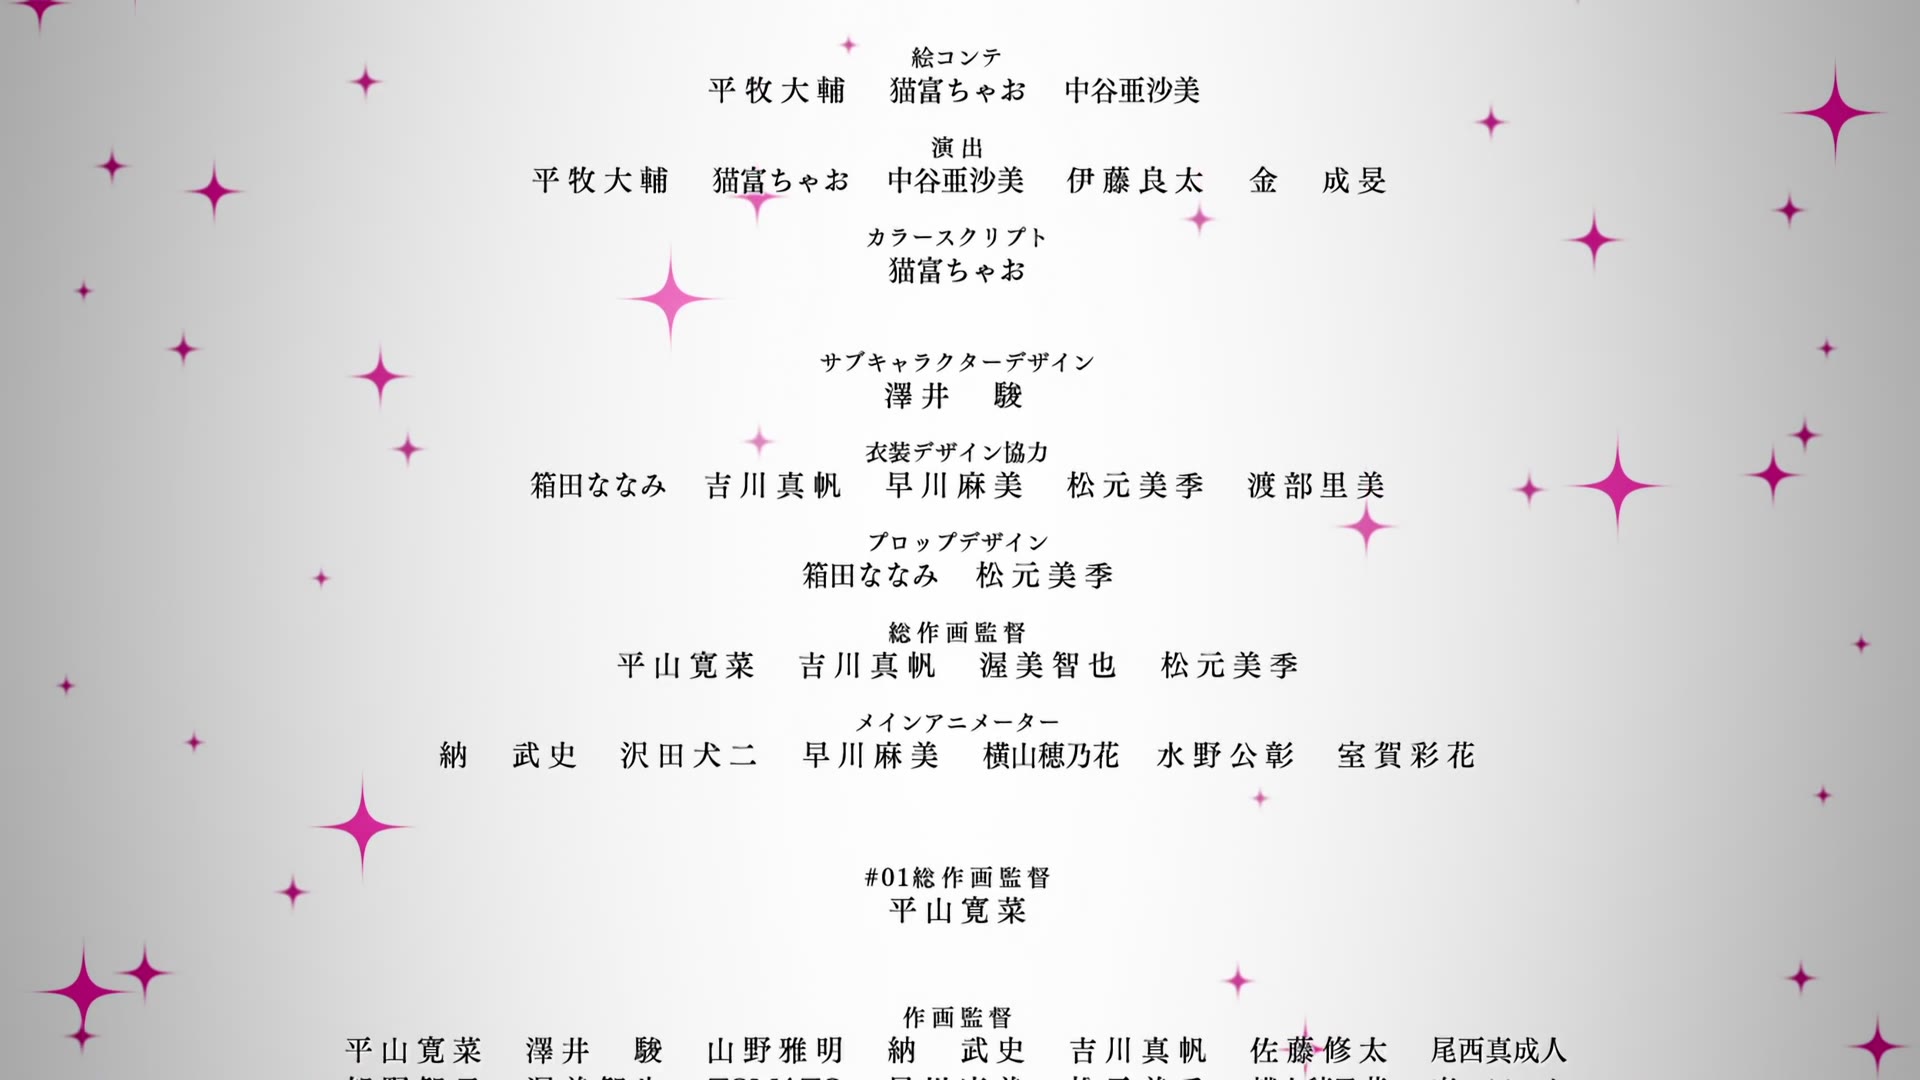 絵コンテ
平牧大輔　猫富ちゃお　中谷亜沙美
演出
平牧大輔　猫富ちゃお　中谷亜沙美　伊藤良太　金　成旻
カラースクリプト
猫富ちゃお
サブキャラクターデザイン
澤井　駿
衣装デザイン協力
箱田ななみ　吉川真帆　早川麻美　松元美季　渡部里美
プロップデザイン
箱田ななみ　松元美季
総作画監督
平山寛菜　吉川真帆　渥美智也　松元美季
メインアニメーター
納　武史　沢田犬二　早川麻美　横山穂乃花　水野公彰　室賀彩花
#01総作画監督
平山寛菜
作画監督
平山寛菜　澤井　駿　山野雅明　納　武史　吉川真帆　佐藤修太　尾西真成人